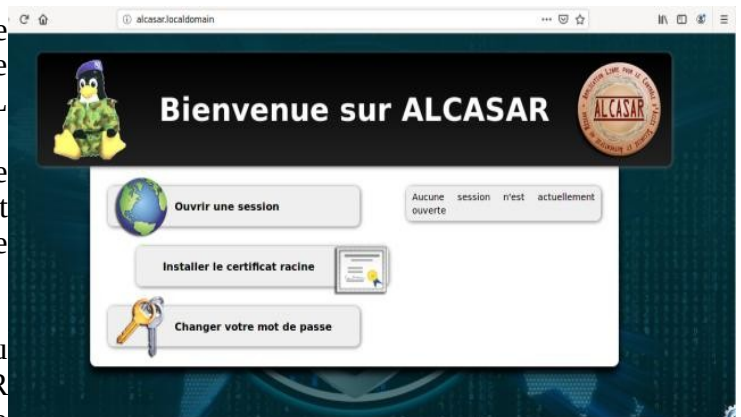 alcasar.localdomain
Bienvenue sur ALCASAR
ALCASAR
Ouvrir une session
Aucune session n'est actuellement
ouverte
Installer le certificat racine
Changer votre mot de passe